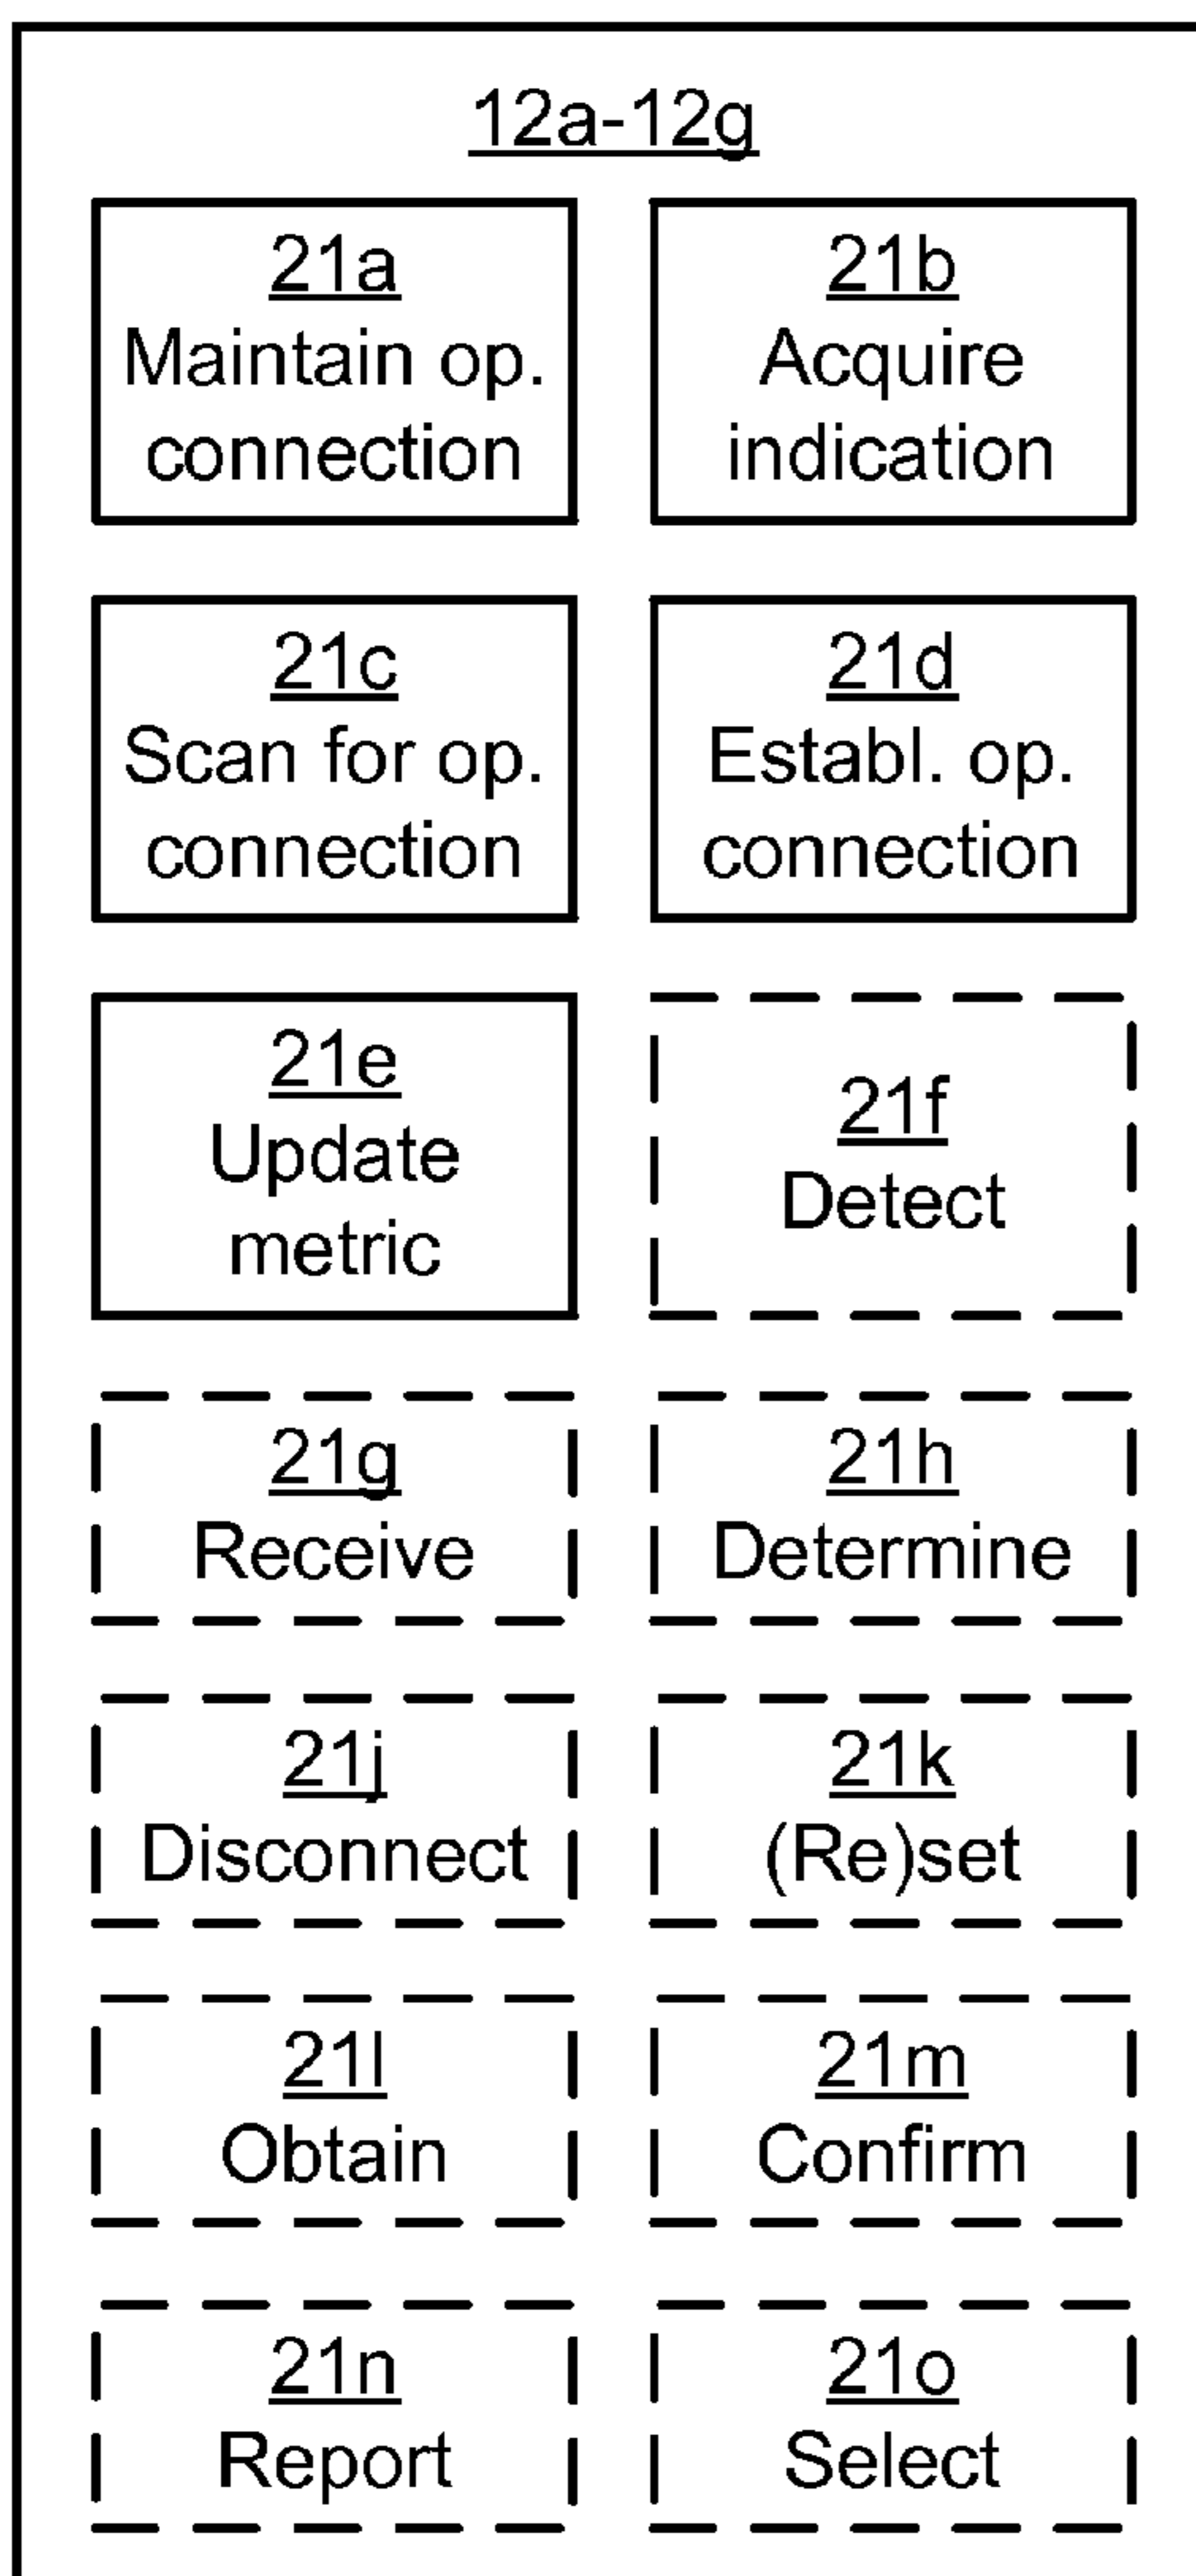 12a-12g
21a
Maintain op.
connection
21b
Acquire
indication
21c
Scan for op.
connection
21d
Establ. op.
connection
21e
Update
metric
21f
Detect
21g
Receive
21h
Determine
21j
Disconnect
21k
(Re)set
21l
Obtain
21m
Confirm
21n
Report
21o
Select